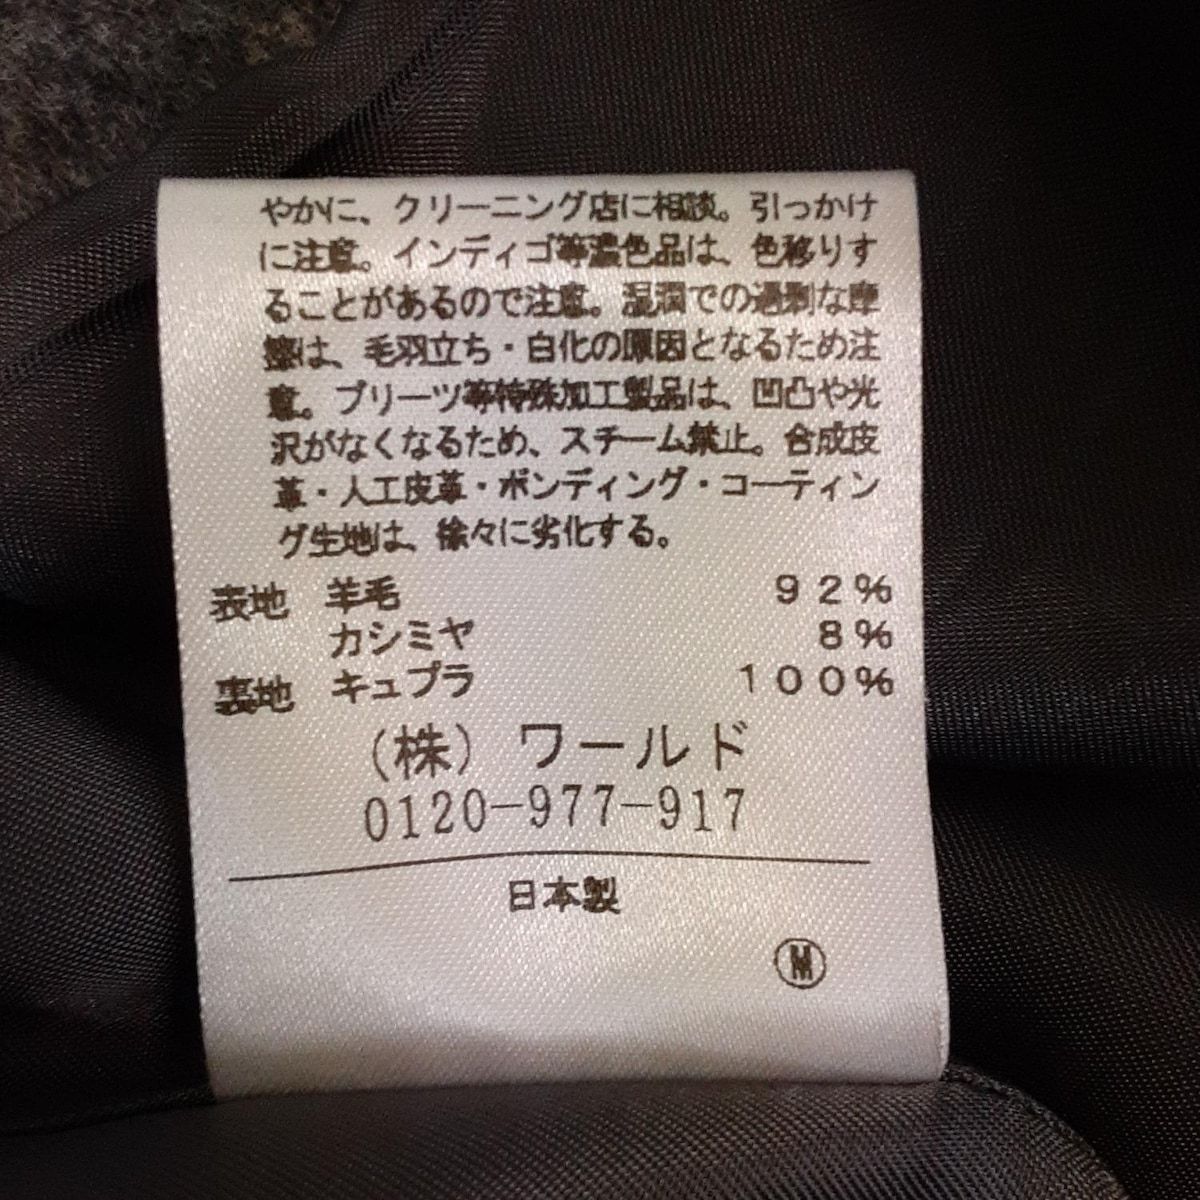 やかに、クリーニング店に相談。引っかけ
に注意。インディゴ等濃色品は、色移りす
ることがあるので注意。湿潤での過剰な摩
擦は、毛羽立ち・白化の原因となるため注
意。プリーツ等特殊加工製品は、凹凸や光
沢がなくなるため、スチーム禁止。合成皮
革・人工皮革・ボンディング・コーティン
グ生地は、徐々に劣化する。
表地 羊毛 92%
カシミヤ 8%
裏地 キュプラ 100%
(株) ワールド
0120-977-917
日本製
Ⓜ